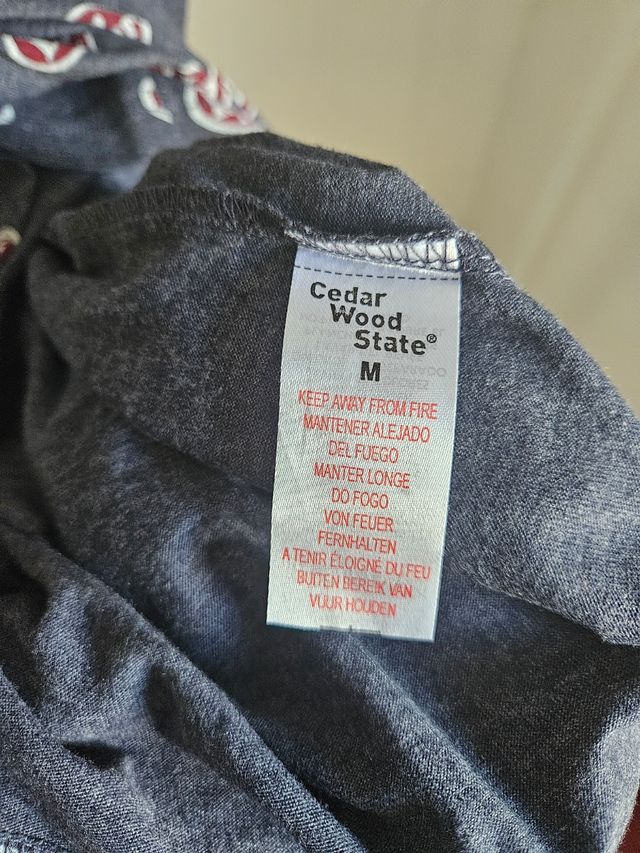 Cedar
Wood
State®
M
KEEP AWAY FROM FIRE
MANTENER ALEJADO
DEL FUEGO
MANTER LONGE
DO FOGO
VON FEUER
FERNHALTEN
A TENIR ÉLOIGNÉ DU FEU
BUITEN BEREIK VAN
VUUR HOUDEN